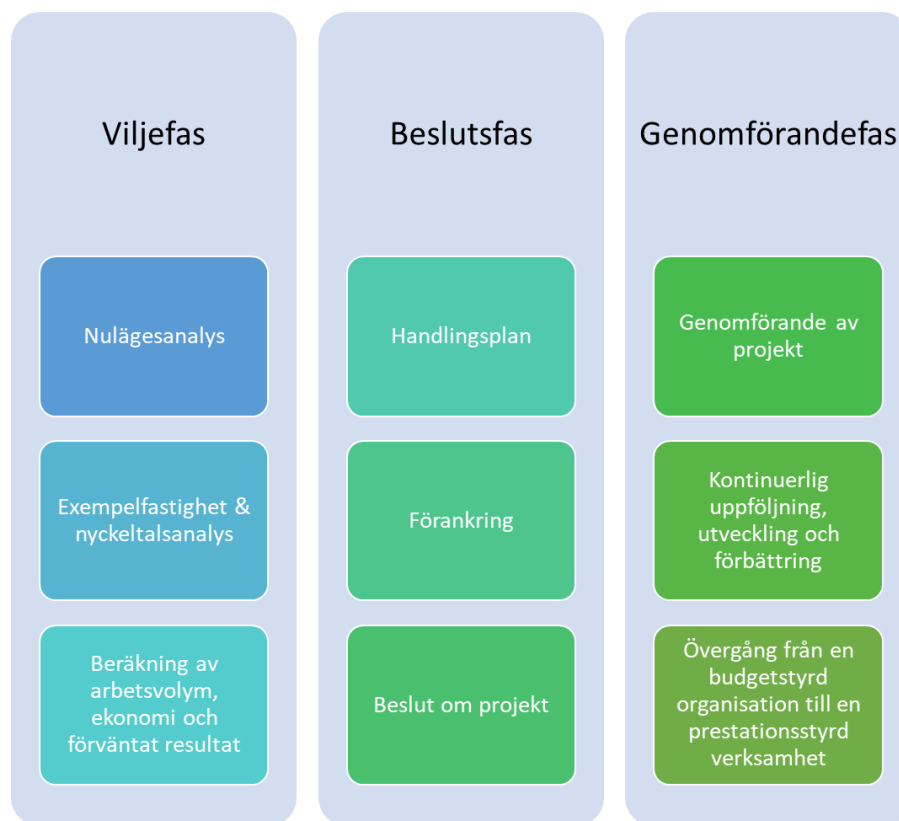 Viljefas
Nulägesanalys
Exempelfastighet &
nyckeltalsanalys
Beräkning av
arbetsvolym,
ekonomi och
förväntat resultat
Beslutsfas
Handlingsplan
Förankring
Beslut om projekt
Genomförandefas
Genomförande av
projekt
Kontinuerlig
uppföljning,
utveckling och
förbättring
Övergång från en
budgetstyrd
organisation till en
prestationsstyrd
verksamhet